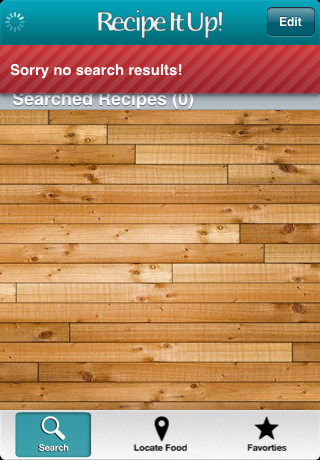 Recipe It Up!
Edit
Sorry no search results!
Searched Recipes (0)
Search
Locate Food
Favorties